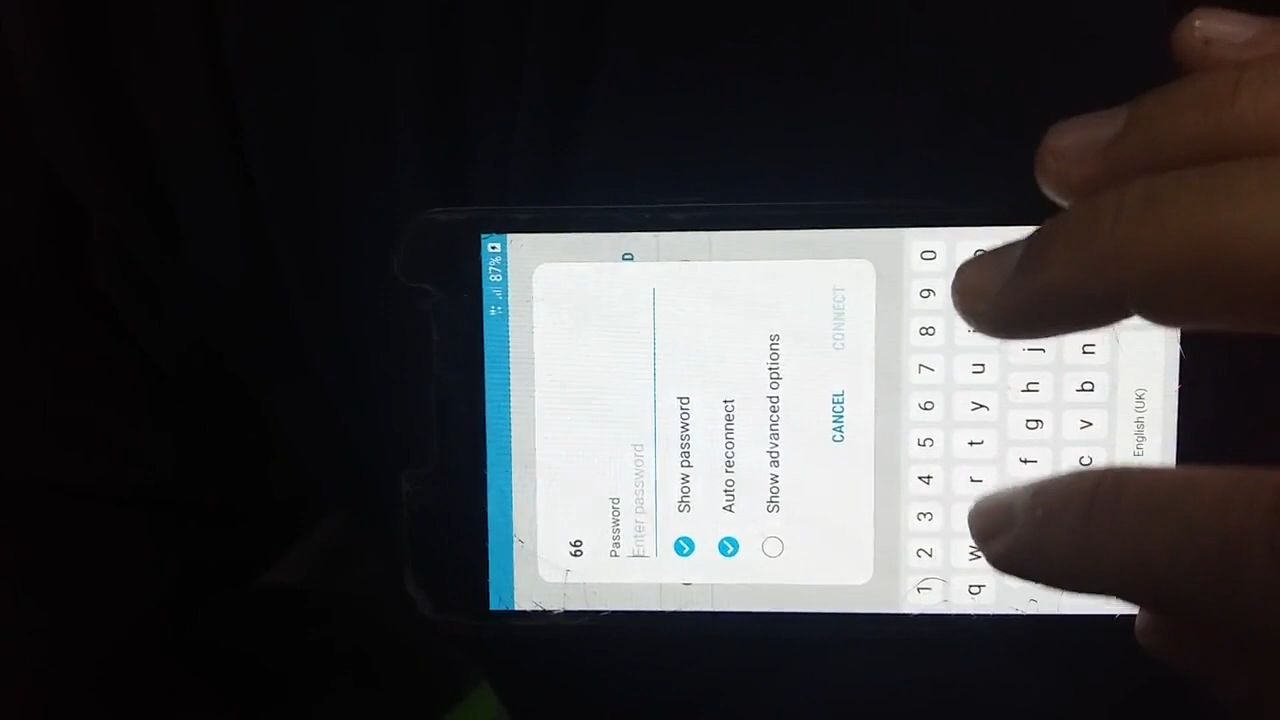 87%
D
66
Password
Enter password
Show password
Auto reconnect
Show advanced options
CANCEL CONNECT
1 2 3 4 5 6 7 8 9 0
q w r t y u i
f g h j
c v b n
English (UK)